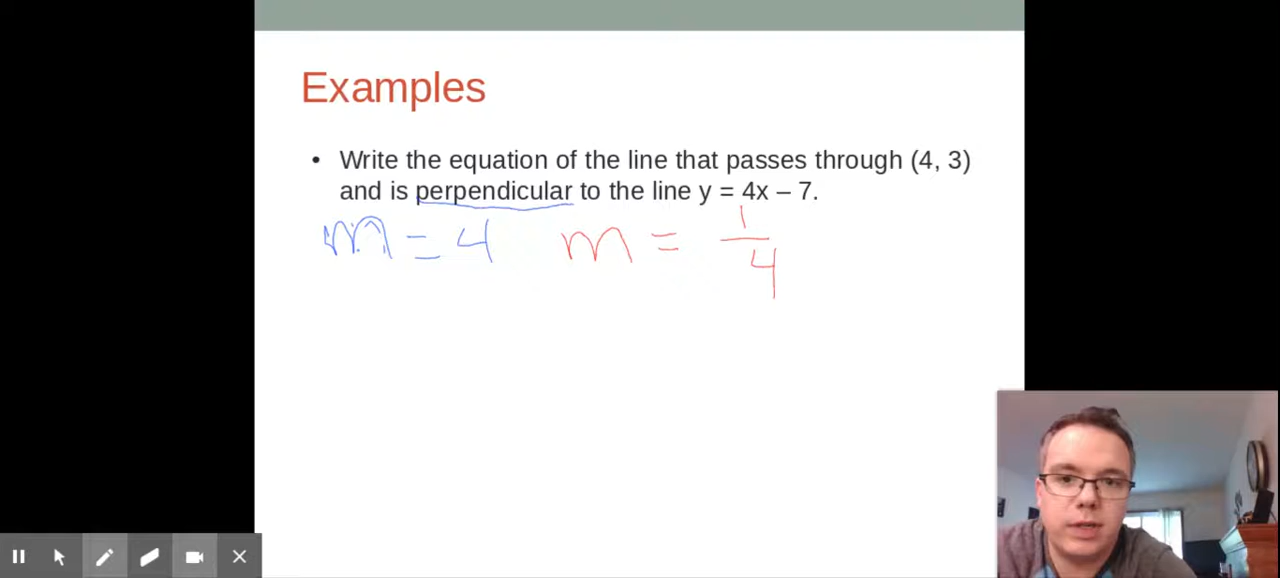 Examples
• Write the equation of the line that passes through (4, 3)
and is perpendicular to the line y = 4x – 7.
m = 4 m = 1/4